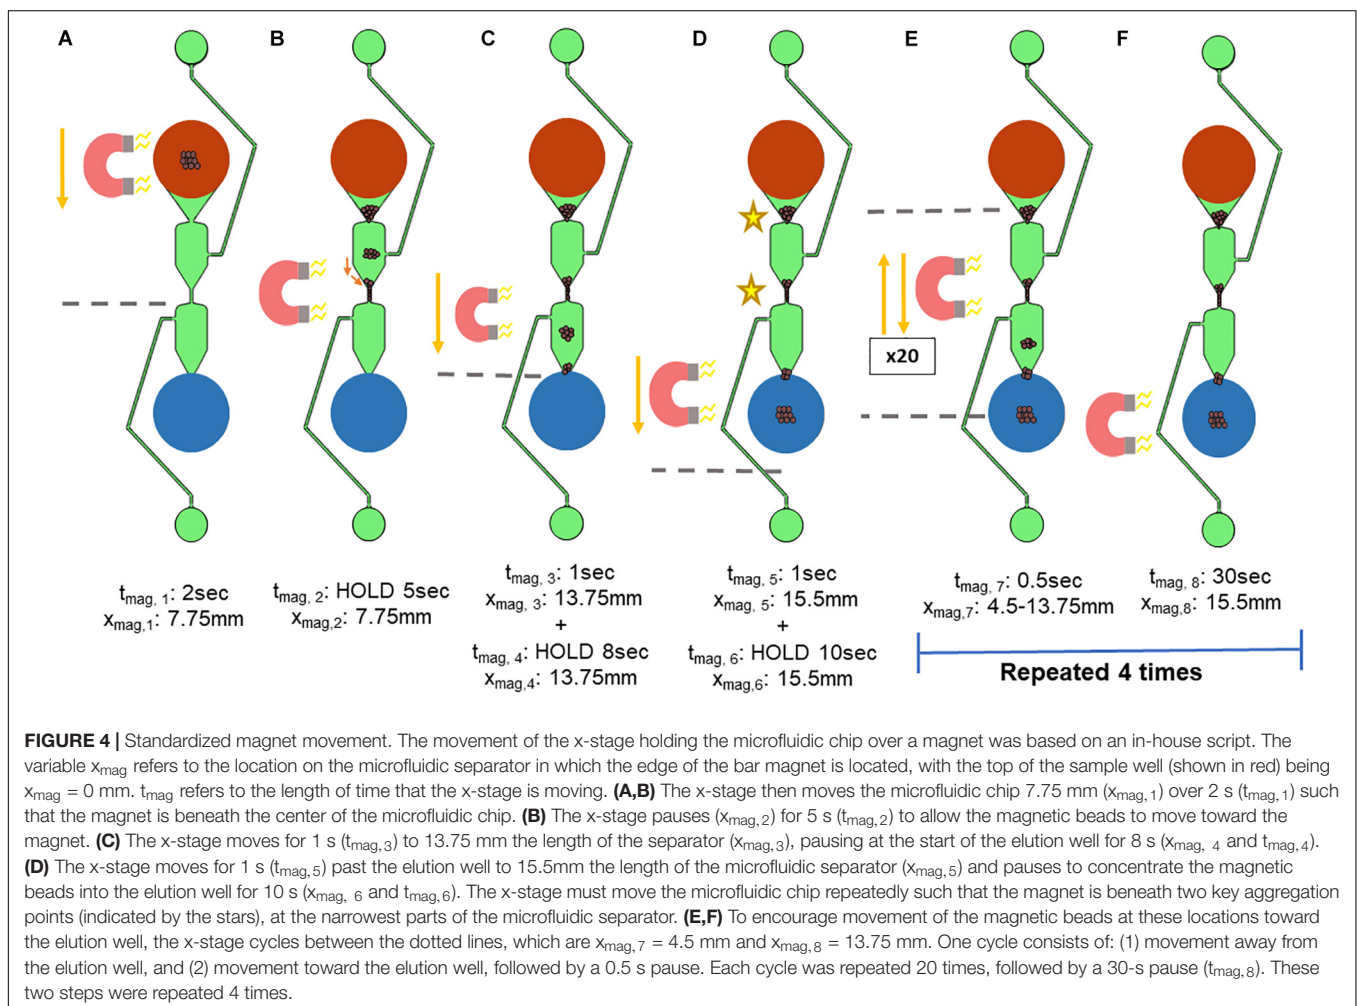 A
B
C
D
E
F
x20
tmag, 1: 2sec
xmag,1: 7.75mm
tmag, 2: HOLD 5sec
xmag,2: 7.75mm
tmag, 3: 1sec
xmag, 3: 13.75mm
+
tmag, 4: HOLD 8sec
xmag,4: 13.75mm
tmag, 5: 1sec
xmag, 5: 15.5mm
+
tmag, 6: HOLD 10sec
xmag,6: 15.5mm
tmag, 7: 0.5sec
xmag,7: 4.5-13.75mm
tmag, 8: 30sec
xmag,8: 15.5mm
Repeated 4 times
FIGURE 4 | Standardized magnet movement. The movement of the x-stage holding the microfluidic chip over a magnet was based on an in-house script. The
variable xmag refers to the location on the microfluidic separator in which the edge of the bar magnet is located, with the top of the sample well (shown in red) being
xmag = 0 mm. tmag refers to the length of time that the x-stage is moving. (A,B) The x-stage then moves the microfluidic chip 7.75 mm (xmag,1) over 2 s (tmag,1) such
that the magnet is beneath the center of the microfluidic chip. (B) The x-stage pauses (xmag,2) for 5 s (tmag,2) to allow the magnetic beads to move toward the
magnet. (C) The x-stage moves for 1 s (tmag,3) to 13.75 mm the length of the separator (xmag,3), pausing at the start of the elution well for 8 s (xmag, 4 and tmag,4).
(D) The x-stage moves for 1 s (tmag,5) past the elution well to 15.5mm the length of the microfluidic separator (xmag,5) and pauses to concentrate the magnetic
beads into the elution well for 10 s (xmag, 6 and tmag,6). The x-stage must move the microfluidic chip repeatedly such that the magnet is beneath two key aggregation
points (indicated by the stars), at the narrowest parts of the microfluidic separator. (E,F) To encourage movement of the magnetic beads at these locations toward
the elution well, the x-stage cycles between the dotted lines, which are xmag,7 = 4.5 mm and xmag,8 = 13.75 mm. One cycle consists of: (1) movement away from
the elution well, and (2) movement toward the elution well, followed by a 0.5 s pause. Each cycle was repeated 20 times, followed by a 30-s pause (tmag,8). These
two steps were repeated 4 times.